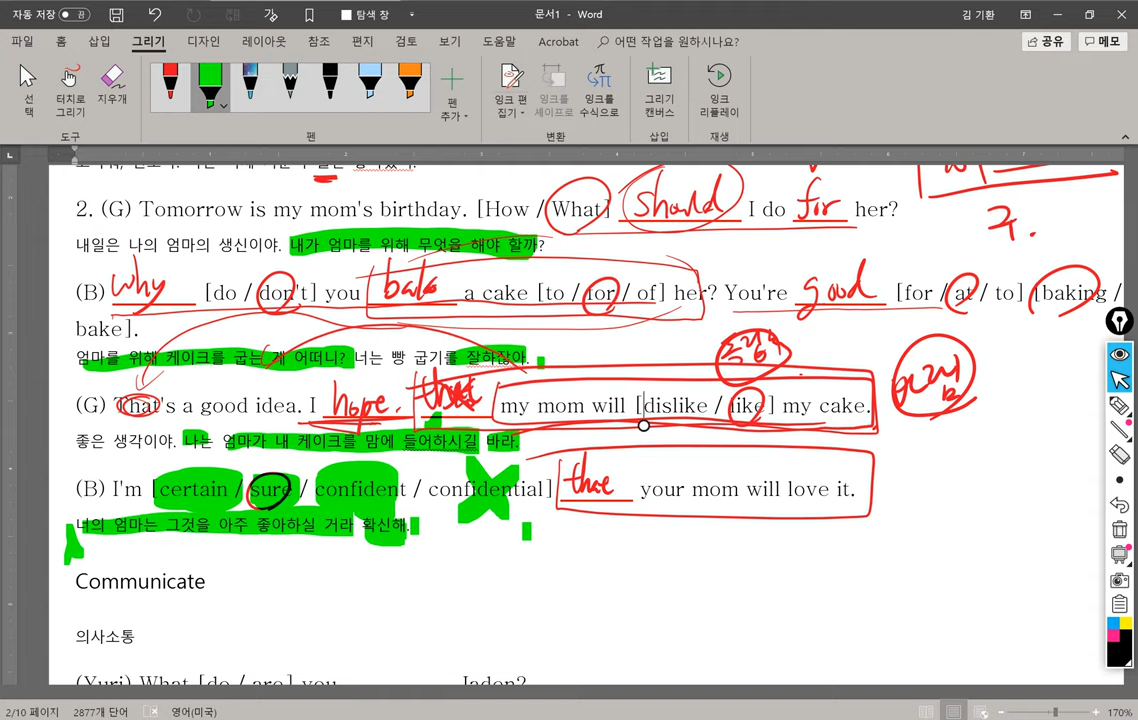 자동 저장 끔 탐색 창 문서1 - Word 김 기환
파일 홈 삽입 그리기 디자인 레이아웃 참조 편지 검토 보기 도움말 Acrobat 어떤 작업을 원하시나요? 공유 메모
선택 터치로 그리기 지우개 펜 추가 잉크 편집기 잉크를 셰이프로 잉크를 수식으로 그리기 캔버스 잉크 리플레이
도구 펜 변환 삽입 재생
2. (G) Tomorrow is my mom's birthday. [How / What] should I do for her?
내일은 나의 엄마의 생신이야. 내가 엄마를 위해 무엇을 해야 할까?
(B) Why [do / don't] you bake a cake [to / for / of] her? You're good [for / at / to] [baking /
bake].
엄마를 위해 케이크를 굽는 게 어떠니? 너는 빵 굽기를 잘하잖아.
(G) That's a good idea. I hope. that my mom will [dislike / like] my cake.
좋은 생각이야. 나는 엄마가 내 케이크를 맘에 들어하시길 바라.
(B) I'm [certain / sure / confident / confidential] that your mom will love it.
너의 엄마는 그것을 아주 좋아하실 거라 확신해.
Communicate
의사소통
(Yuri) What [do / are] you Jaden?
2/10 페이지 2877개 단어 영어(미국) 170%